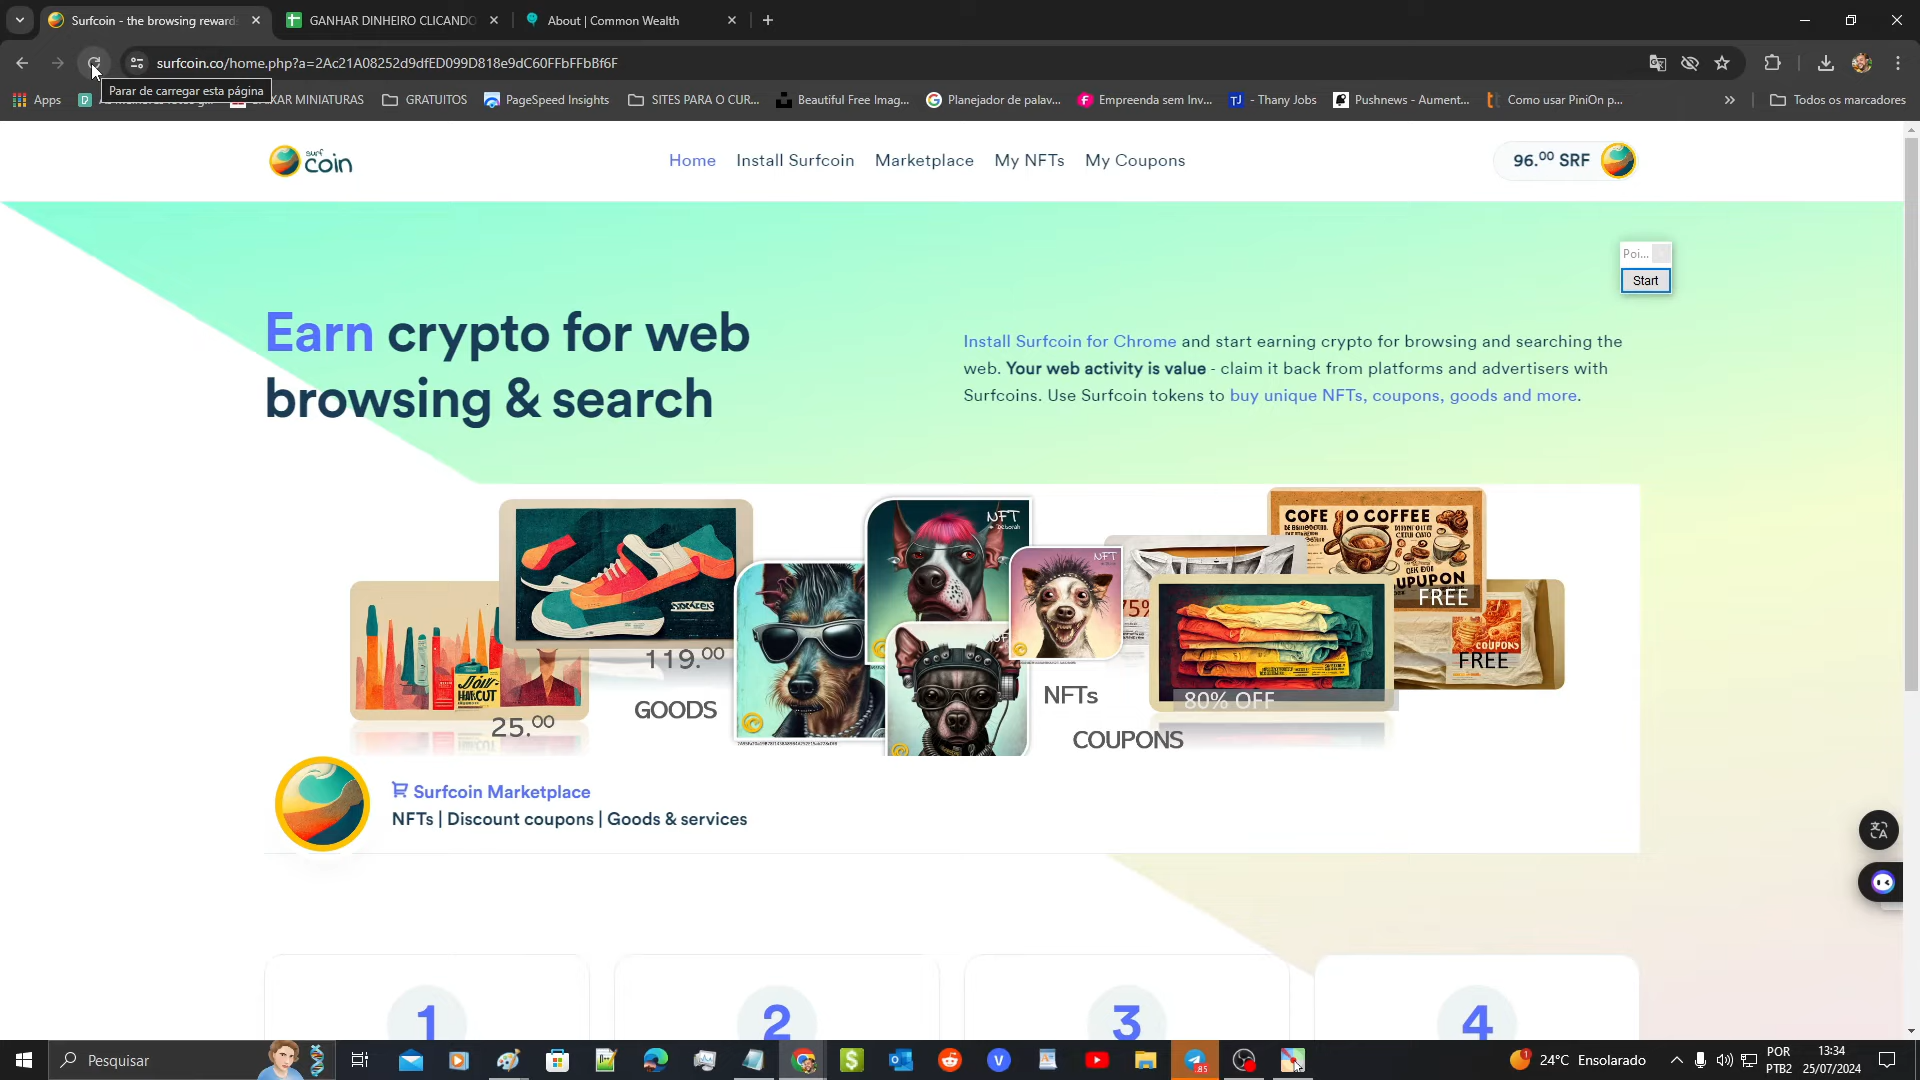 Surfcoin - the browsing rewards
GANHAR DINHEIRO CLICANDO
About | Common Wealth
surfcoin.co/home.php?a=2Ac21A08252d9dfED099D818e9dC60FFbFFbBf6F
Parar de carregar esta página
Apps
BAIXAR MINIATURAS
GRATUITOS
PageSpeed Insights
SITES PARA O CUR...
Beautiful Free Imag...
Planejador de palav...
Empreenda sem Inv...
- Thany Jobs
Pushnews - Aument...
Como usar PiniOn p...
Todos os marcadores
surf
coin
Home
Install Surfcoin
Marketplace
My NFTs
My Coupons
96.00 SRF
Poi...
Start
Earn crypto for web
browsing & search
Install Surfcoin for Chrome and start earning crypto for browsing and searching the
web. Your web activity is value - claim it back from platforms and advertisers with
Surfcoins. Use Surfcoin tokens to buy unique NFTs, coupons, goods and more.
NFT
NFT
COFE
COFFEE
UPUPON
FREE
75%
COUPONS
FREE
119.00
HAIRCUT
25.00
GOODS
NFTs
80% OFF
COUPONS
Surfcoin Marketplace
NFTs | Discount coupons | Goods & services
1
2
3
4
Pesquisar
85
24°C Ensolarado
POR
PTB2
13:34
25/07/2024